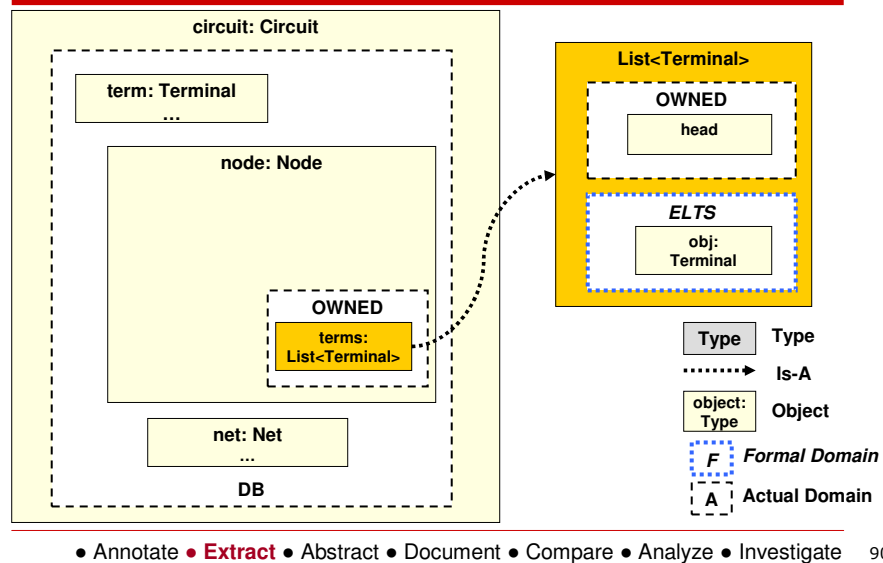 circuit: Circuit
term: Terminal
…
node: Node
OWNED
terms:
List<Terminal>
net: Net
…
DB
List<Terminal>
OWNED
head
ELTS
obj:
Terminal
Type Type
Is-A
object:
Type
Object
F Formal Domain
A Actual Domain
● Annotate ● Extract ● Abstract ● Document ● Compare ● Analyze ● Investigate